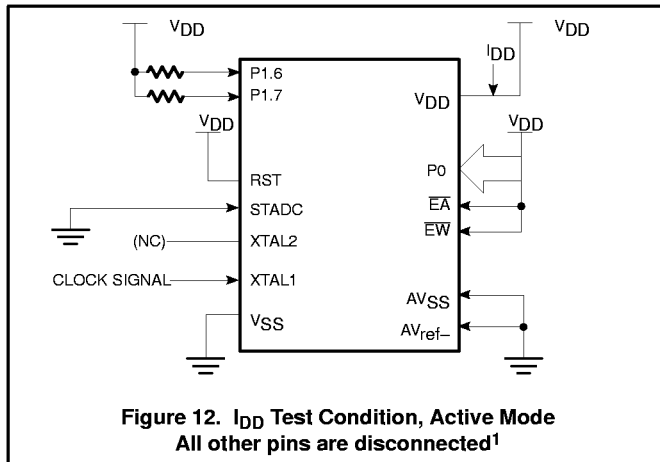 VDD
VDD
IDD
P1.6
P1.7
VDD
VDD
VDD
P0
RST
EA
STADC
EW
(NC)
XTAL2
CLOCK SIGNAL
XTAL1
AVSS
VSS
AVref–
Figure 12. IDD Test Condition, Active Mode
All other pins are disconnected1